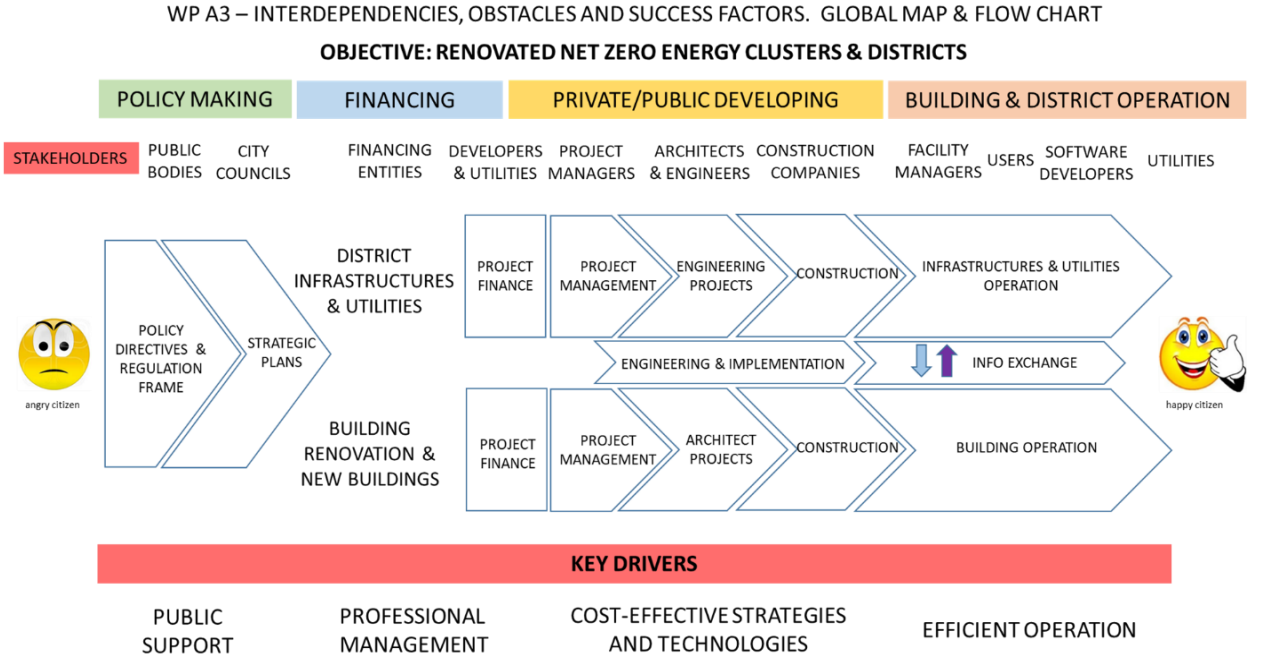 WP A3 – INTERDEPENDENCIES, OBSTACLES AND SUCCESS FACTORS.  GLOBAL MAP & FLOW CHART
OBJECTIVE: RENOVATED NET ZERO ENERGY CLUSTERS & DISTRICTS
POLICY MAKING
FINANCING
PRIVATE/PUBLIC DEVELOPING
BUILDING & DISTRICT OPERATION
STAKEHOLDERS
PUBLIC
BODIES
CITY
COUNCILS
FINANCING
ENTITIES
DEVELOPERS
& UTILITIES
PROJECT
MANAGERS
ARCHITECTS
& ENGINEERS
CONSTRUCTION
COMPANIES
FACILITY
MANAGERS
USERS
SOFTWARE
DEVELOPERS
UTILITIES
angry citizen
POLICY
DIRECTIVES &
REGULATION
FRAME
STRATEGIC
PLANS
DISTRICT
INFRASTRUCTURES
& UTILITIES
PROJECT
FINANCE
PROJECT
MANAGEMENT
ENGINEERING
PROJECTS
CONSTRUCTION
INFRASTRUCTURES & UTILITIES
OPERATION
ENGINEERING & IMPLEMENTATION
INFO EXCHANGE
happy citizen
BUILDING
RENOVATION &
NEW BUILDINGS
PROJECT
FINANCE
PROJECT
MANAGEMENT
ARCHITECT
PROJECTS
CONSTRUCTION
BUILDING OPERATION
KEY DRIVERS
PUBLIC
SUPPORT
PROFESSIONAL
MANAGEMENT
COST-EFFECTIVE STRATEGIES
AND TECHNOLOGIES
EFFICIENT OPERATION